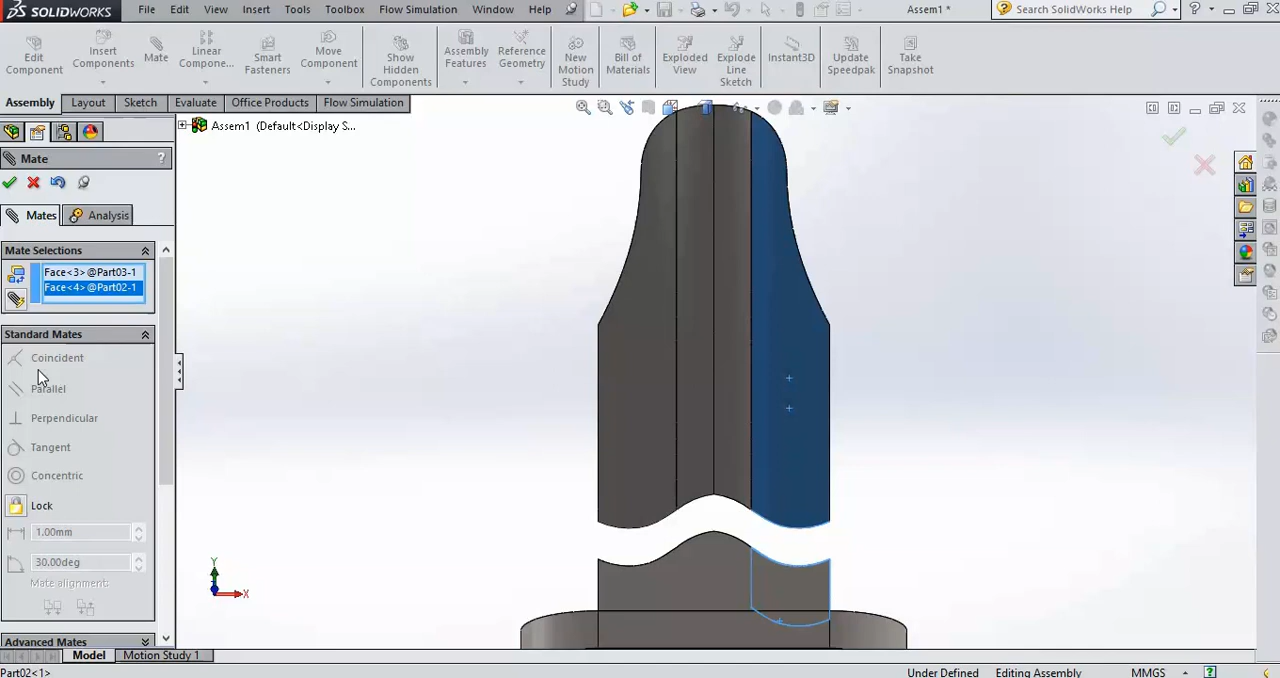 SOLIDWORKS File Edit View Insert Tools Toolbox Flow Simulation Window Help Assem1 * Search SolidWorks Help
Edit Component
Insert Components
Mate
Linear Compone...
Smart Fasteners
Move Component
Show Hidden Components
Assembly Features
Reference Geometry
New Motion Study
Bill of Materials
Exploded View
Explode Line Sketch
Instant3D
Update Speedpak
Take Snapshot
Assembly Layout Sketch Evaluate Office Products Flow Simulation
Assem1 (Default<Display S...
Mate ?
Mates Analysis
Mate Selections
Face<3>@Part03-1
Face<4>@Part02-1
Standard Mates
Coincident
Parallel
Perpendicular
Tangent
Concentric
Lock
1.00mm
30.00deg
Mate alignment:
Advanced Mates
Y
X
Model Motion Study 1
Part02<1> Under Defined Editing Assembly MMGS ?